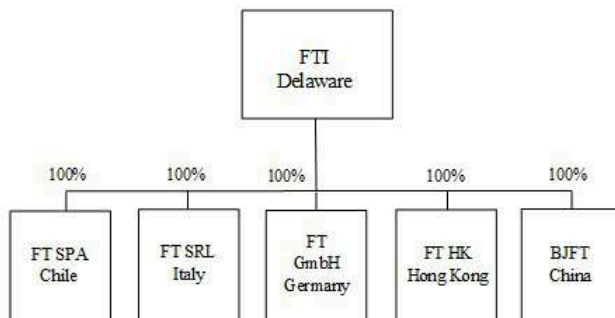 FTI
Delaware
100%
100%
100%
100%
100%
FT SPA
Chile
FT SRL
Italy
FT
GmbH
Germany
FT HK
Hong Kong
BJFT
China